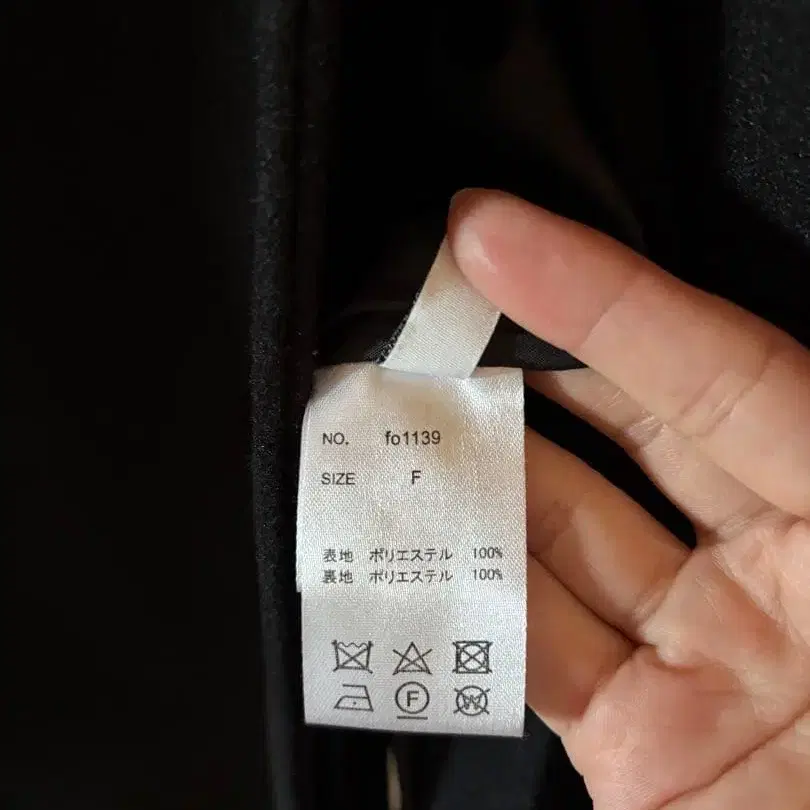 NO. fo1139
SIZE F
表地 ポリエステル 100%
裏地 ポリエステル 100%
F
W